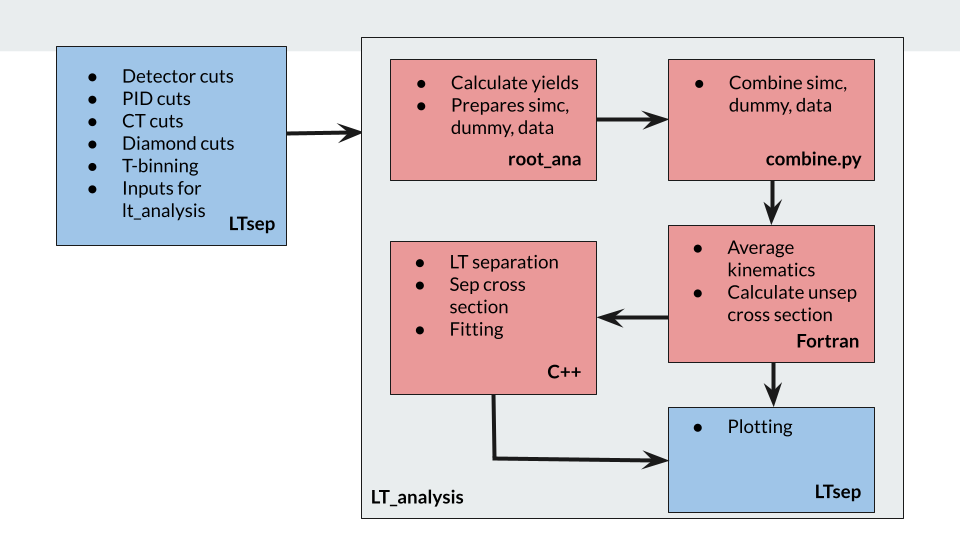 ● Detector cuts
● PID cuts
● CT cuts
● Diamond cuts
● T-binning
● Inputs for
lt_analysis
LTsep
● Calculate yields
● Prepares simc,
dummy, data
root_ana
● Combine simc,
dummy, data
combine.py
● Average
kinematics
● Calculate unsep
cross section
Fortran
● LT separation
● Sep cross
section
● Fitting
C++
● Plotting
LTsep
LT_analysis